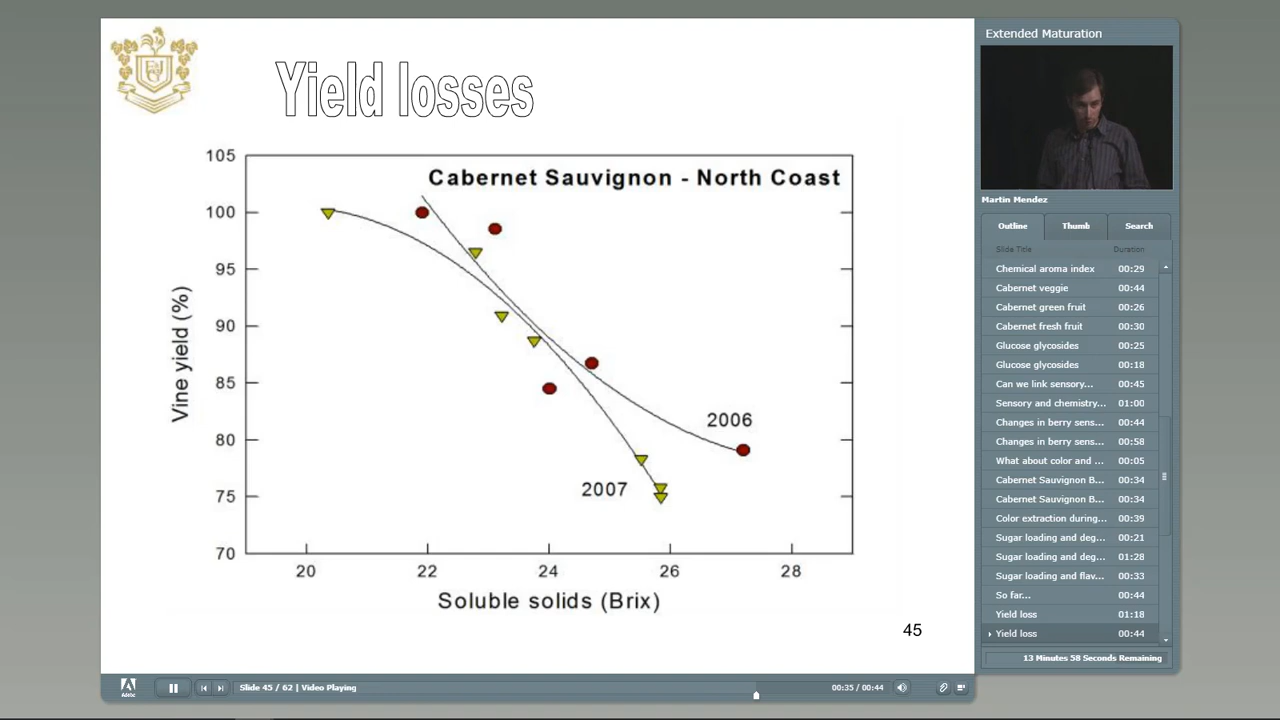 Yield losses
105
100
95
90
85
80
75
70
Vine yield (%)
Cabernet Sauvignon - North Coast
2006
2007
20 22 24 26 28
Soluble solids (Brix)
45
Extended Maturation
Martin Mendez
Outline Thumb Search
Slide Title Duration
Chemical aroma index 00:29
Cabernet veggie 00:44
Cabernet green fruit 00:26
Cabernet fresh fruit 00:30
Glucose glycosides 00:25
Glucose glycosides 00:18
Can we link sensory... 00:45
Sensory and chemistry... 01:00
Changes in berry sens... 00:44
Changes in berry sens... 00:58
What about color and ... 00:05
Cabernet Sauvignon B... 00:34
Cabernet Sauvignon B... 00:34
Color extraction during... 00:39
Sugar loading and deg... 00:21
Sugar loading and deg... 01:28
Sugar loading and flav... 00:33
So far... 00:44
Yield loss 01:18
Yield loss 00:44
13 Minutes 58 Seconds Remaining
Adobe
Slide 45 / 62 | Video Playing
00:35 / 00:44